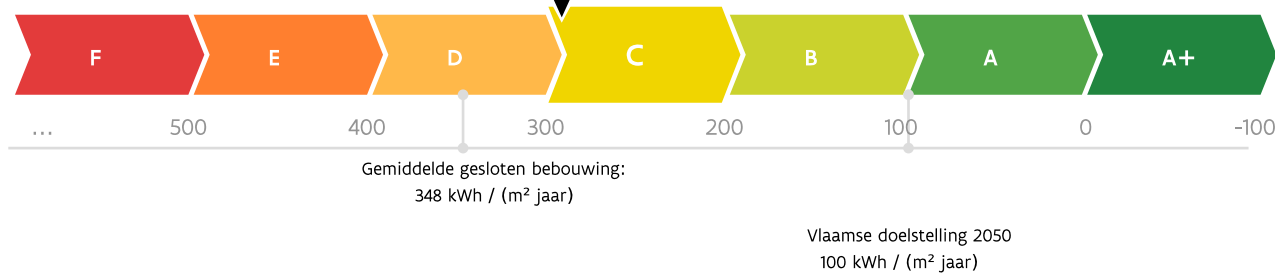 F E D C B A A+
... 500 400 300 200 100 0 -100
Gemiddelde gesloten bebouwing:
348 kWh / (m² jaar)
Vlaamse doelstelling 2050
100 kWh / (m² jaar)